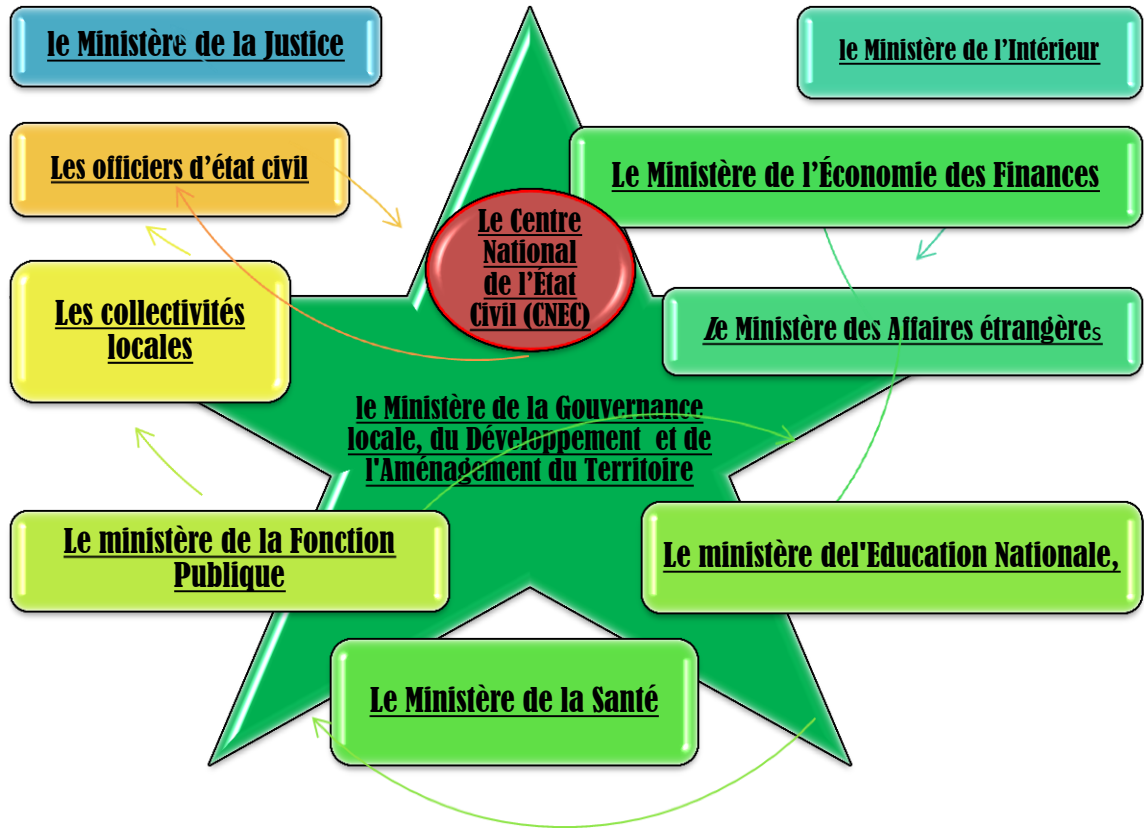 le Ministère de la Justice
le Ministère de l'Intérieur
Les officiers d'état civil
Le Ministère de l'Économie des Finances
Le Centre
National
de l'État
Civil (CNEC)
Les collectivités
locales
Le Ministère des Affaires étrangères
le Ministère de la Gouvernance
locale, du Développement et de
l'Aménagement du Territoire
Le ministère de la Fonction
Publique
Le ministère del'Education Nationale,
Le Ministère de la Santé